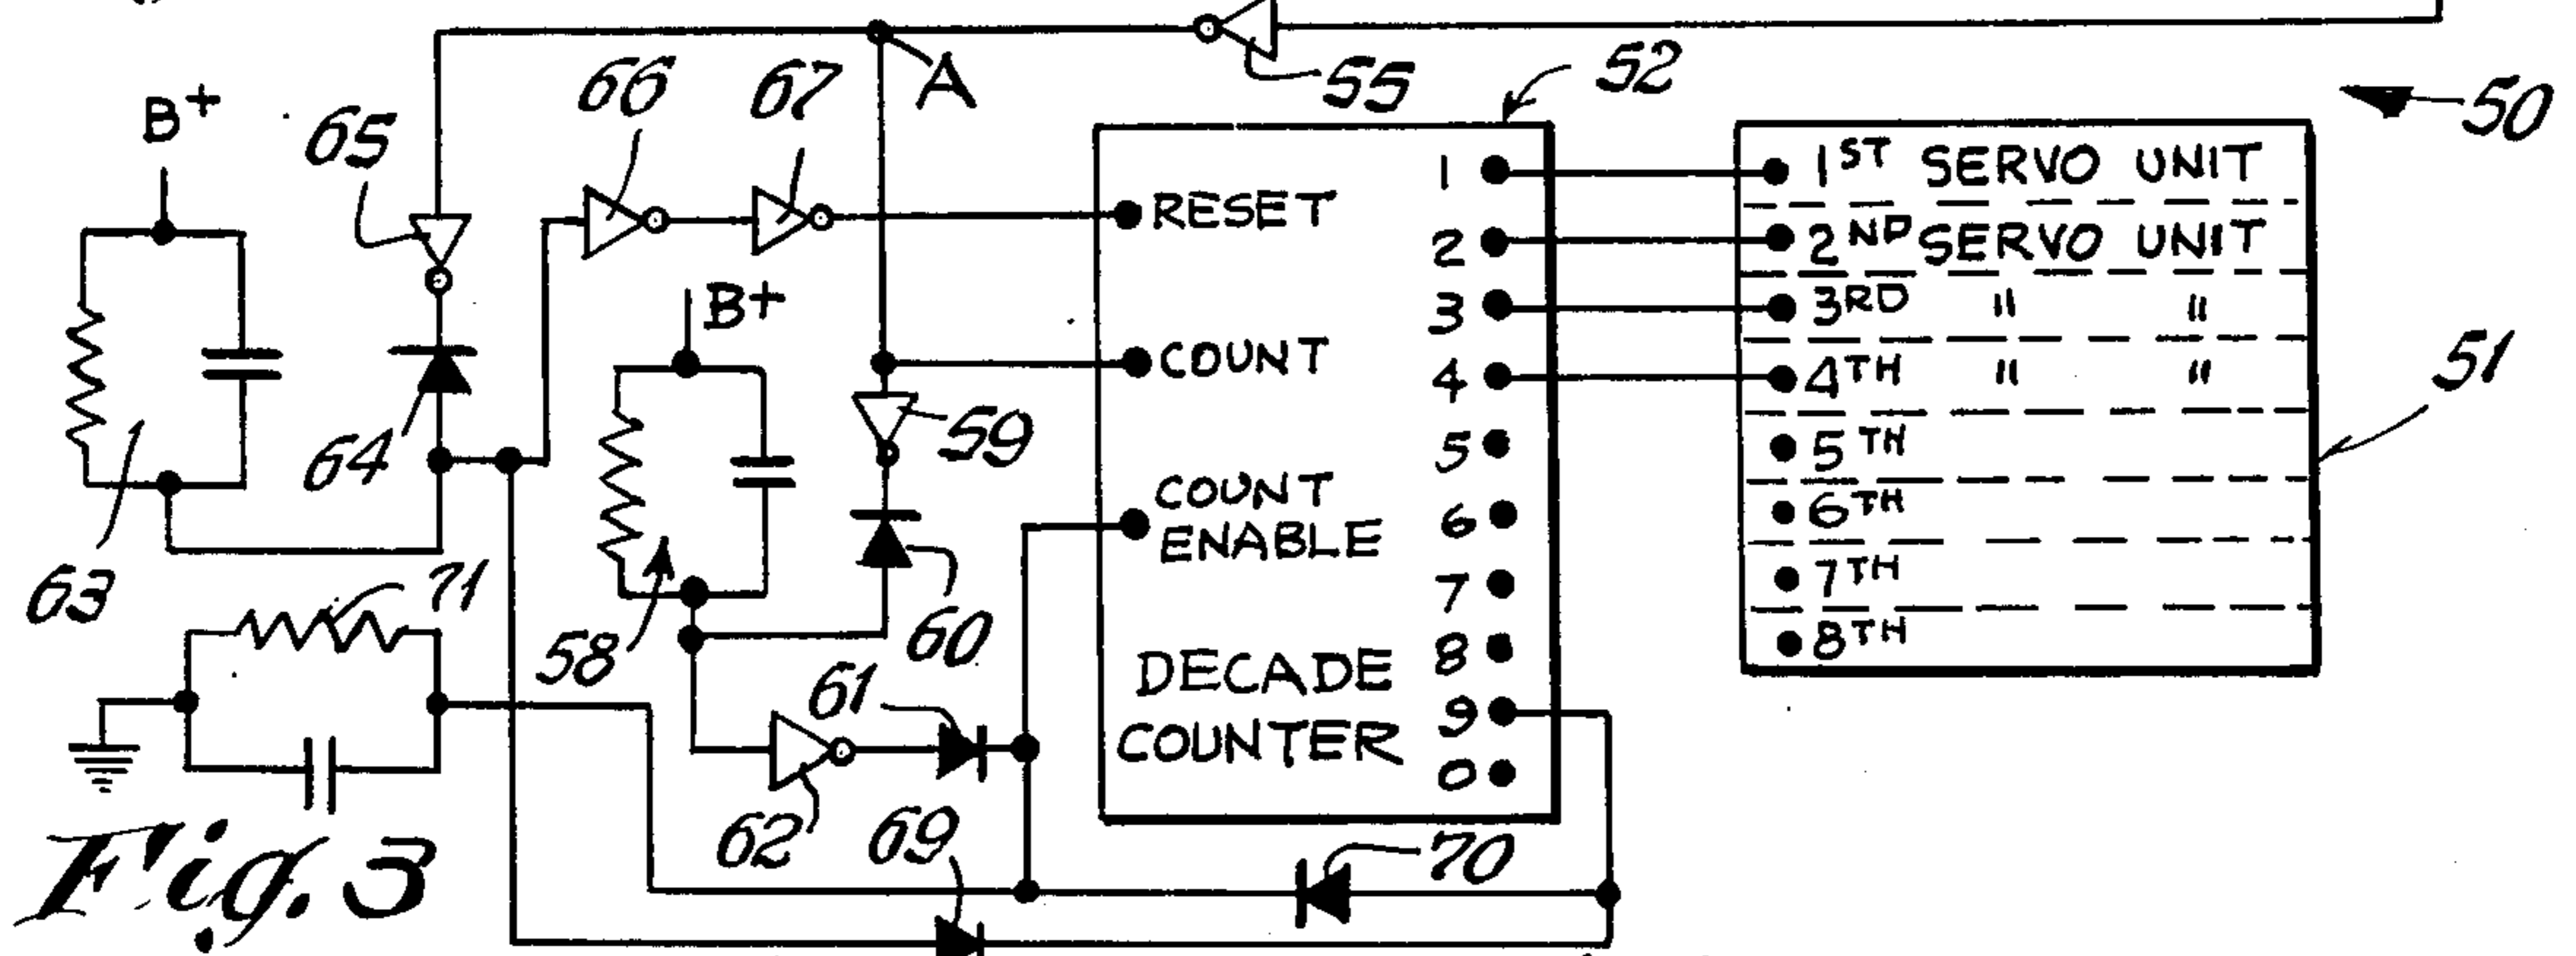 A
55
52
50
B+
65
66
67
RESET
COUNT
COUNT
ENABLE
DECADE
COUNTER
1
2
3
4
5
6
7
8
9
0
1ST SERVO UNIT
2ND SERVO UNIT
3RD " "
4TH " "
5TH
6TH
7TH
8TH
51
B+
59
64
63
71
58
60
61
62
69
70
Fig. 3